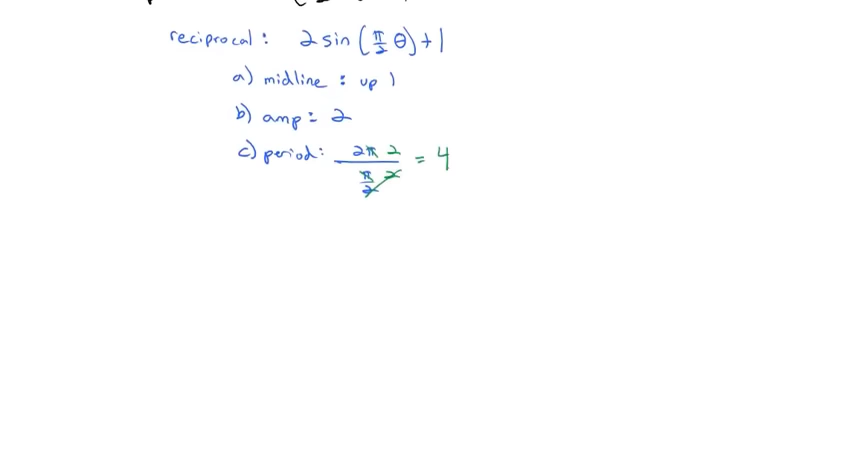 reciprocal: 2 sin (π/2 θ) + 1
a) midline: up 1
b) amp: 2
c) period: 2π 2 / π/2 2 = 4